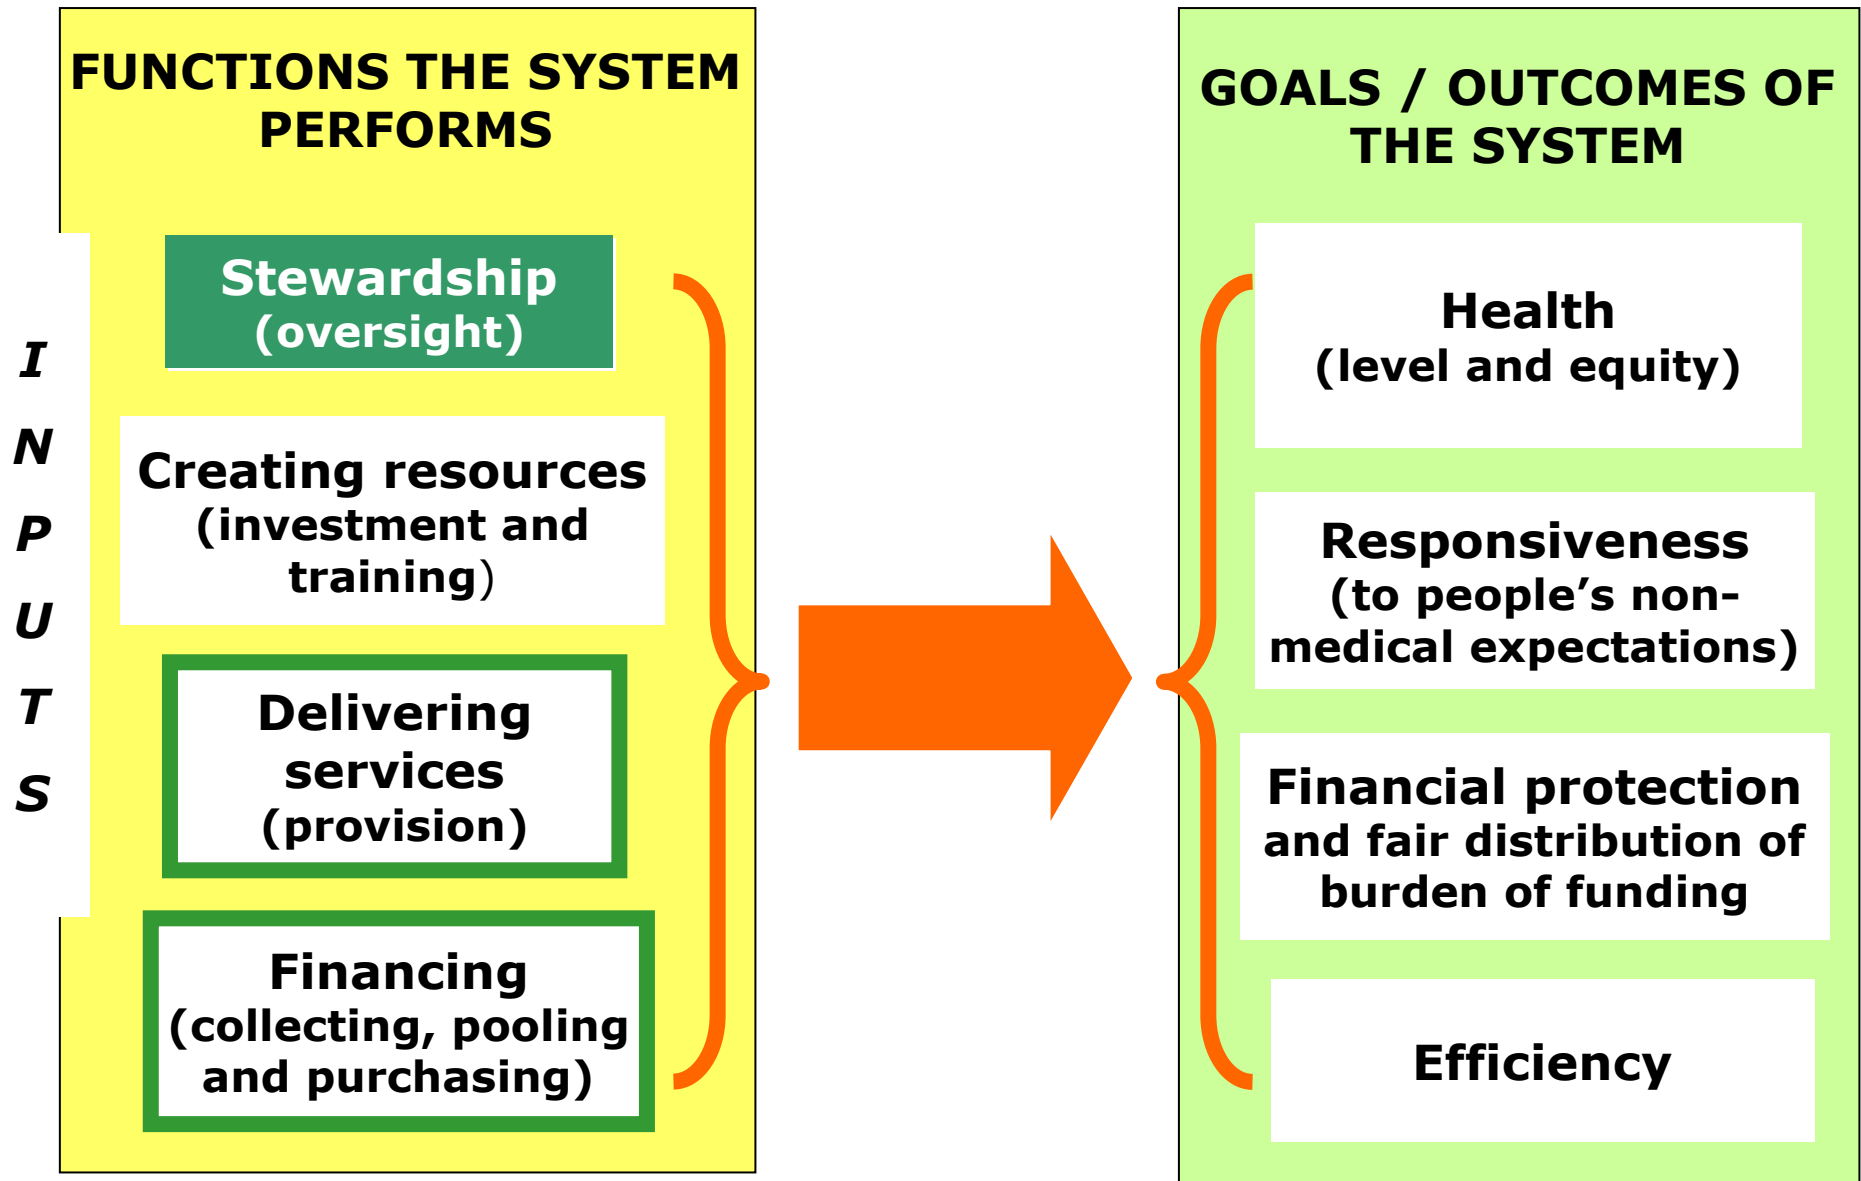 FUNCTIONS THE SYSTEM
PERFORMS
I
N
P
U
T
S
Stewardship
(oversight)
Creating resources
(investment and
training)
Delivering
services
(provision)
Financing
(collecting, pooling
and purchasing)
GOALS / OUTCOMES OF
THE SYSTEM
Health
(level and equity)
Responsiveness
(to people’s non-
medical expectations)
Financial protection
and fair distribution of
burden of funding
Efficiency